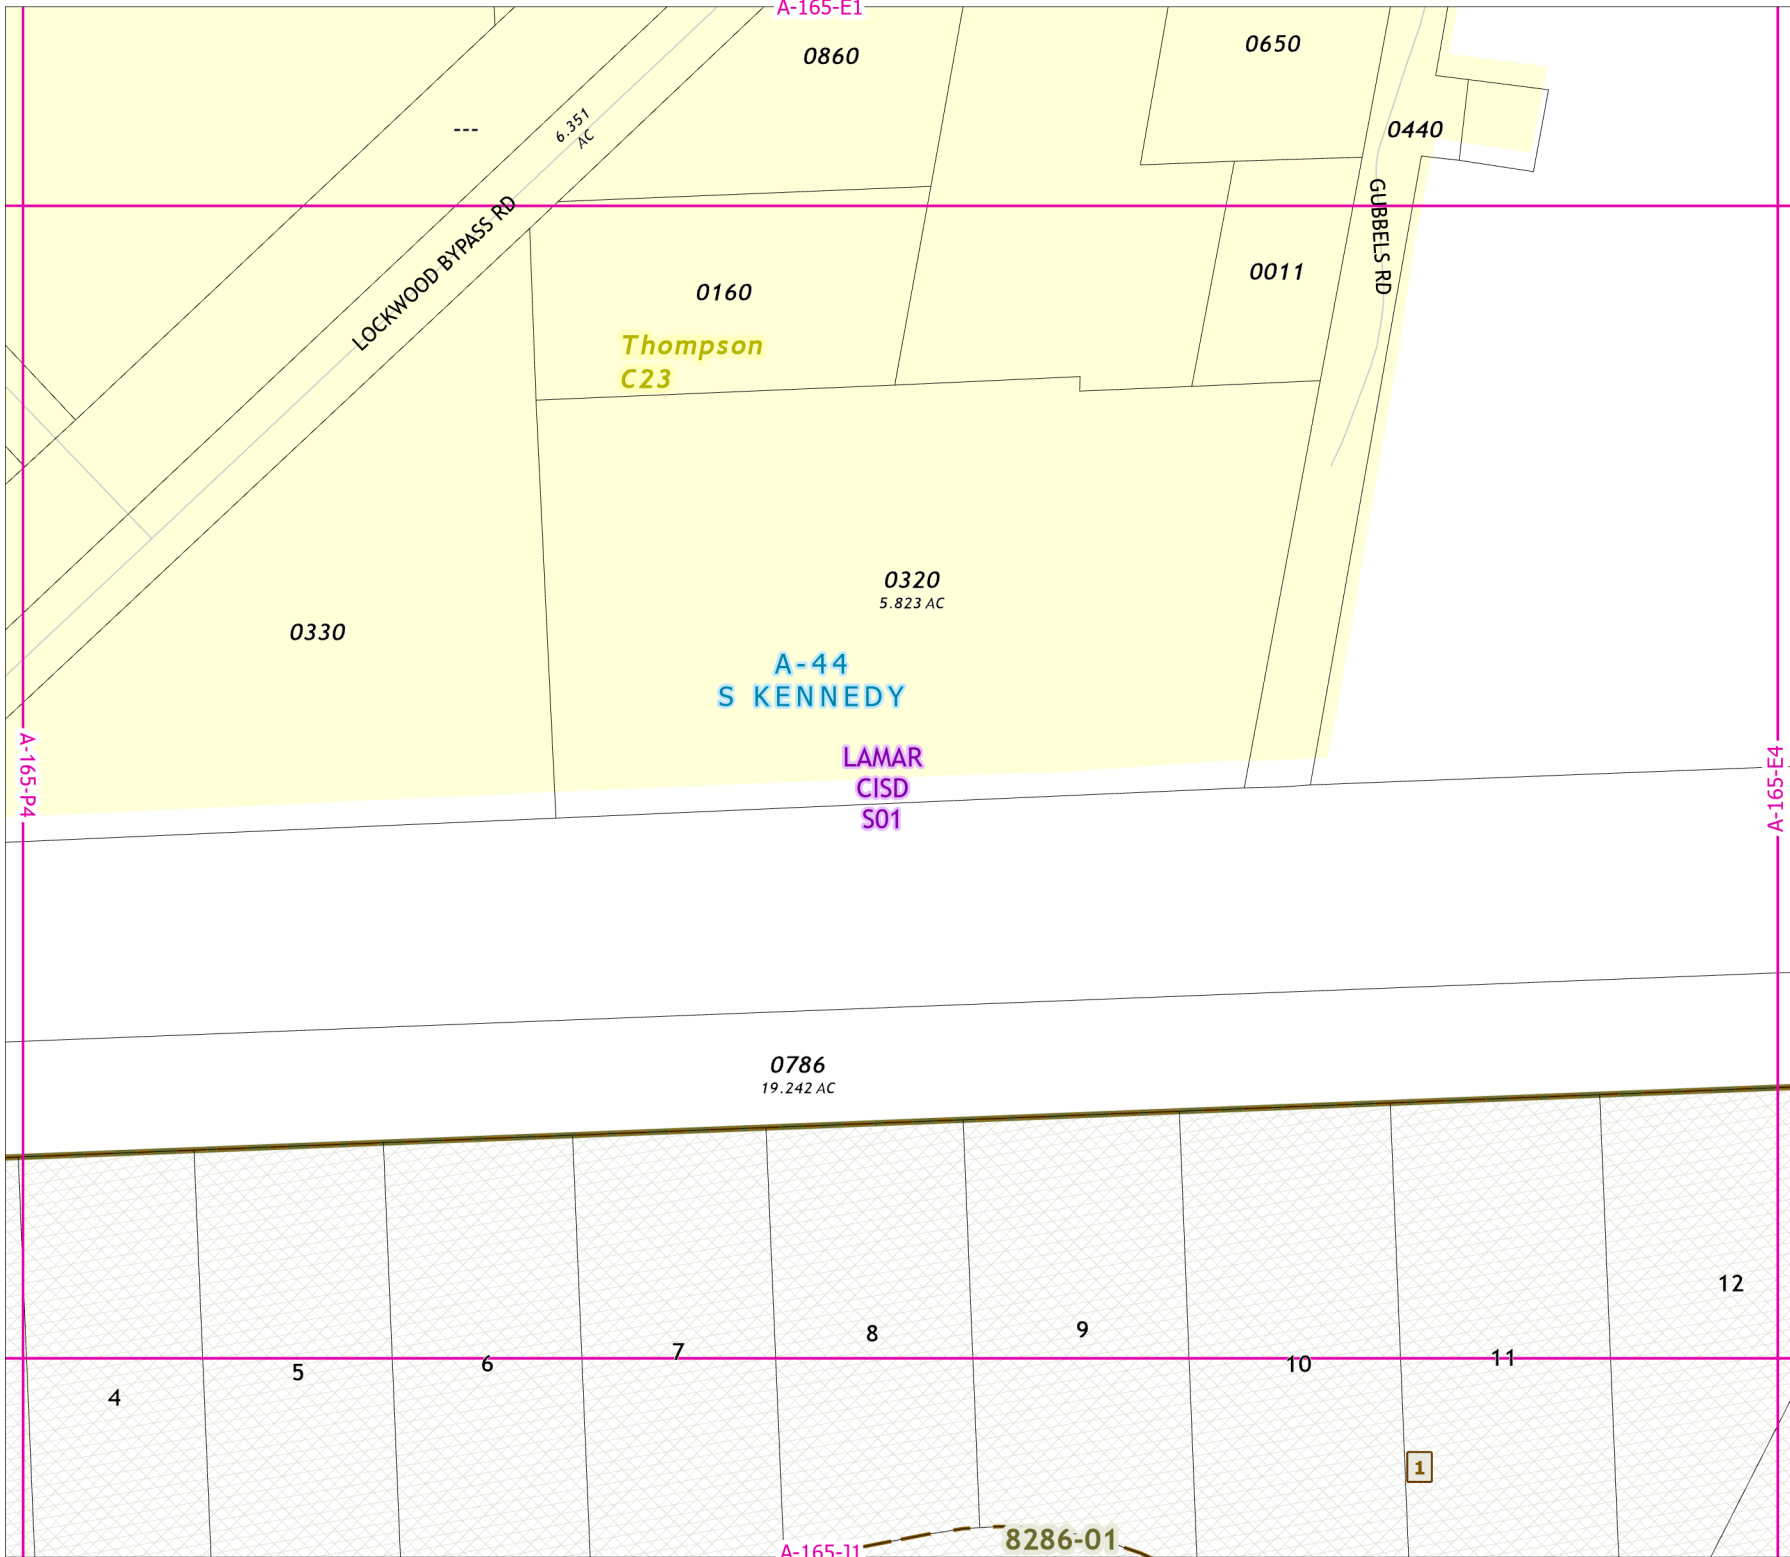 A-165-E1
0860
0650
---
6.351
AC
0440
LOCKWOOD BYPASS RD
GUBBELS RD
0160
0011
Thompson
C23
0330
0320
5.823 AC
A-44
S KENNEDY
LAMAR
CISD
S01
A-165-P4
A-165-E4
0786
19.242 AC
4
5
6
7
8
9
10
11
12
1
8286-01
A-165-J1